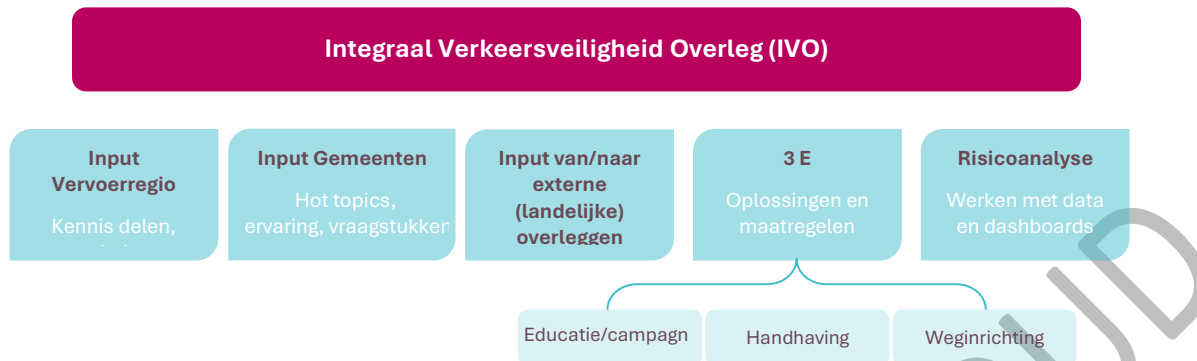 Integraal Verkeersveiligheid Overleg (IVO)
Input
Vervoerregio
Kennis delen,
Input Gemeenten
Hot topics,
ervaring, vraagstukken
Input van/naar
externe
(landelijke)
overleggen
3 E
Oplossingen en
maatregelen
Risicoanalyse
Werken met data
en dashboards
Educatie/campagn
Handhaving
Weginrichting